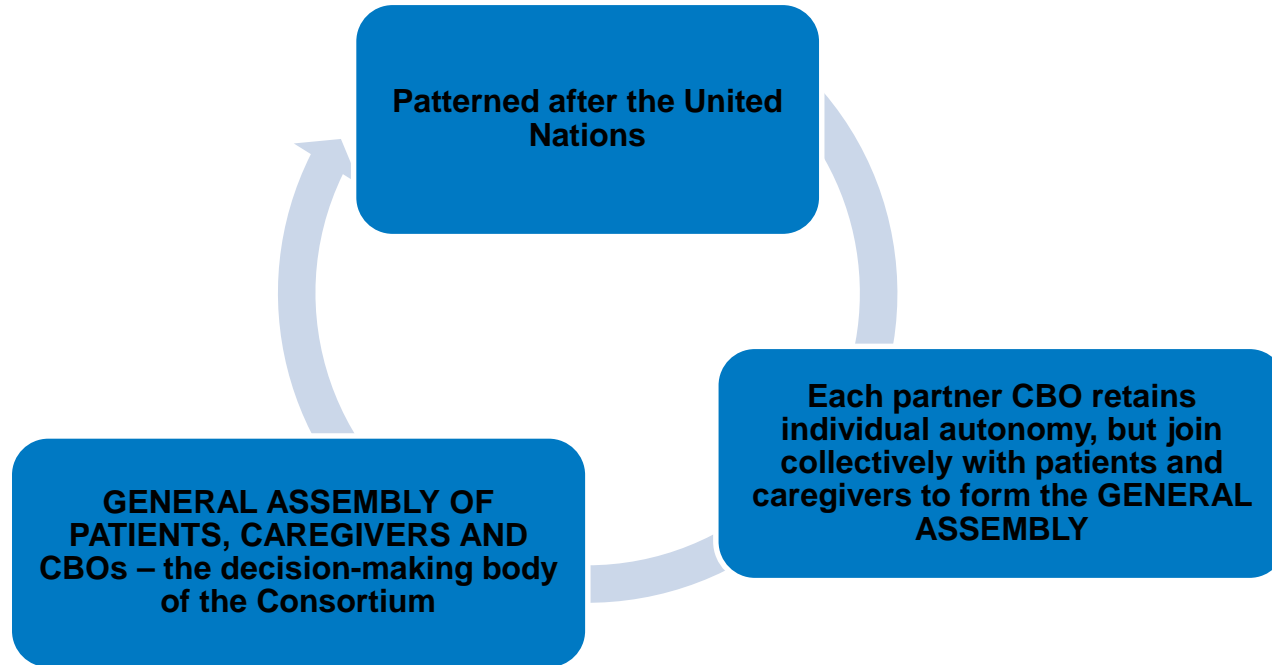 Patterned after the United
Nations
Each partner CBO retains
individual autonomy, but join
collectively with patients and
caregivers to form the GENERAL
ASSEMBLY
GENERAL ASSEMBLY OF
PATIENTS, CAREGIVERS AND
CBOs – the decision-making body
of the Consortium